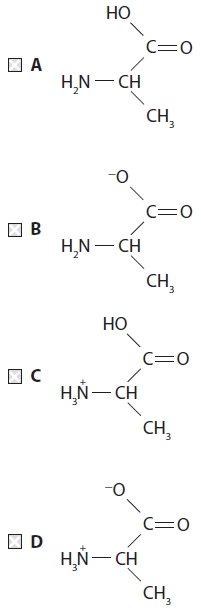 HO
C=O
A H₂N—CH
CH₃
⁻O
C=O
B H₂N—CH
CH₃
HO
C=O
C H₃N⁺—CH
CH₃
⁻O
C=O
D H₃N⁺—CH
CH₃